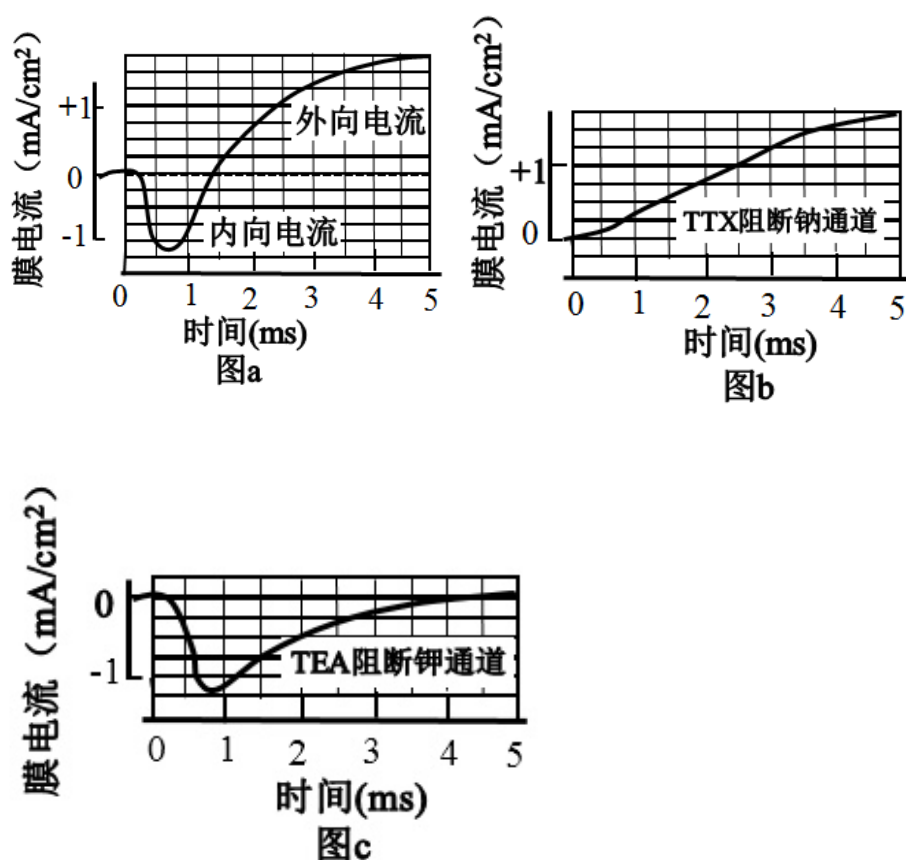 膜电流（mA/cm²）
+1
0
-1
外向电流
内向电流
0 1 2 3 4 5
时间(ms)
图a
膜电流（mA/cm²）
+1
0
TTX阻断钠通道
0 1 2 3 4 5
时间(ms)
图b
膜电流（mA/cm²）
0
-1
TEA阻断钾通道
0 1 2 3 4 5
时间(ms)
图c